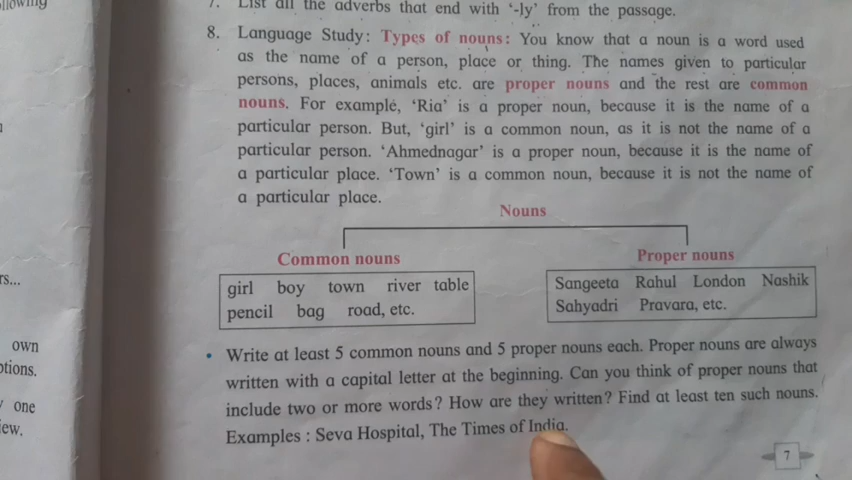 ollowing
7. List all the adverbs that end with ‘-ly’ from the passage.
8. Language Study: Types of nouns: You know that a noun is a word used
as the name of a person, place or thing. The names given to particular
persons, places, animals etc. are proper nouns and the rest are common
nouns. For example, ‘Ria’ is a proper noun, because it is the name of a
particular person. But, ‘girl’ is a common noun, as it is not the name of a
particular person. ‘Ahmednagar’ is a proper noun, because it is the name of
a particular place. ‘Town’ is a common noun, because it is not the name of
a particular place.
Nouns
Common nouns
girl boy town river table
pencil bag road, etc.
Proper nouns
Sangeeta Rahul London Nashik
Sahyadri Pravara, etc.
• Write at least 5 common nouns and 5 proper nouns each. Proper nouns are always
written with a capital letter at the beginning. Can you think of proper nouns that
include two or more words? How are they written? Find at least ten such nouns.
Examples : Seva Hospital, The Times of India.
7
rs...
own
otions.
one
iew.